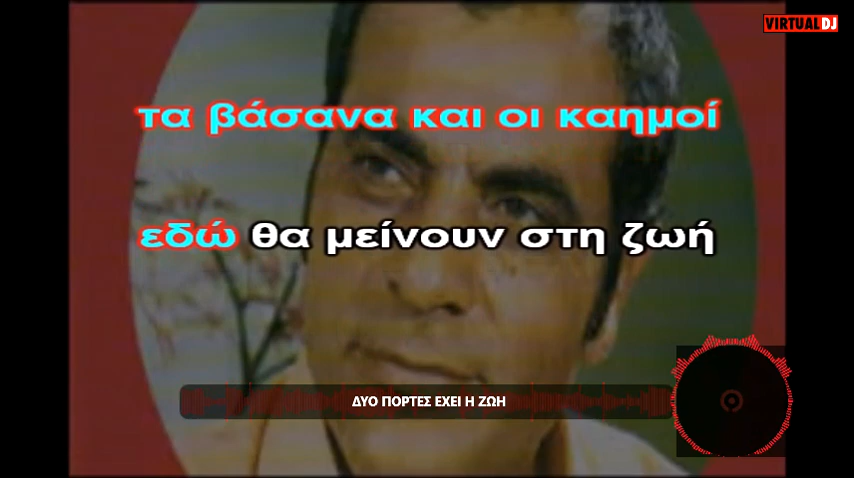 VIRTUALDJ
τα βάσανα και οι καημοί
εδώ θα μείνουν στη ζωή
ΔΥΟ ΠΟΡΤΕΣ ΕΧΕΙ Η ΖΩΗ